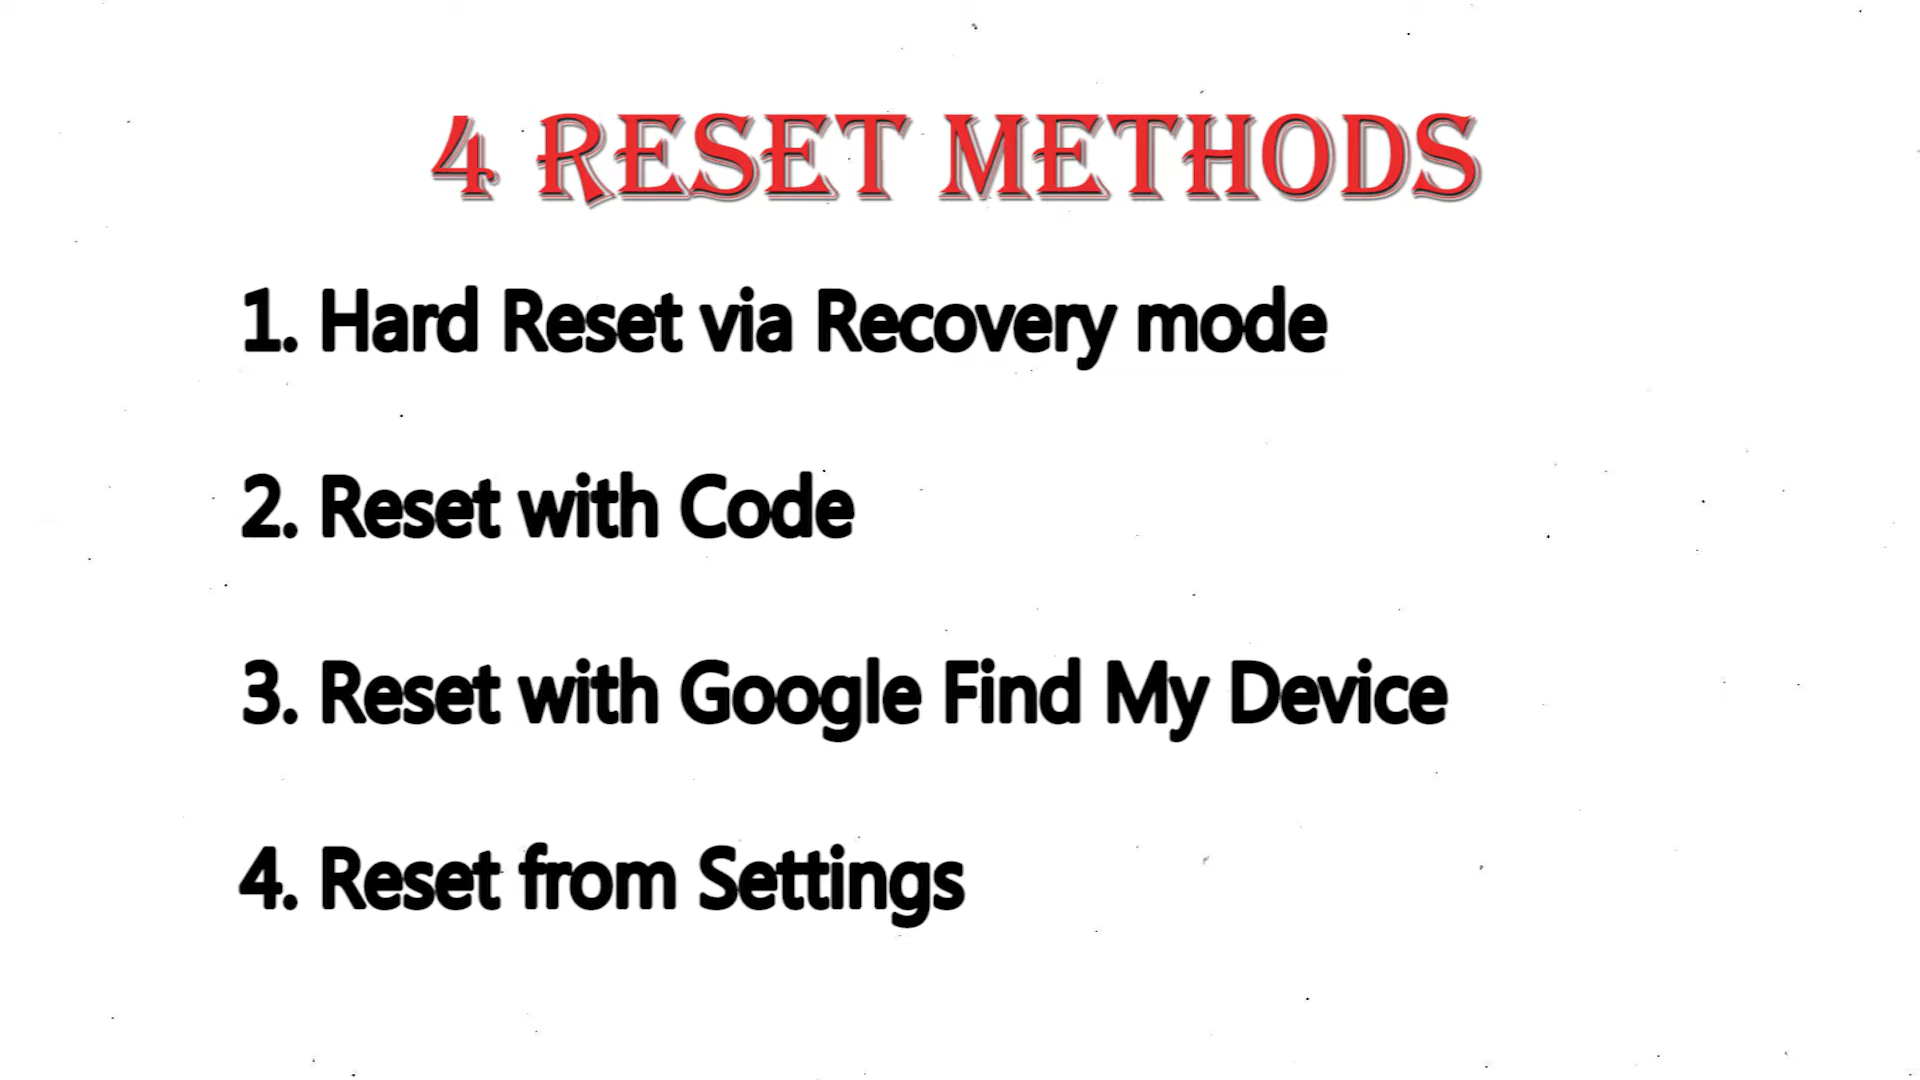 4 RESET METHODS
1. Hard Reset via Recovery mode
2. Reset with Code
3. Reset with Google Find My Device
4. Reset from Settings